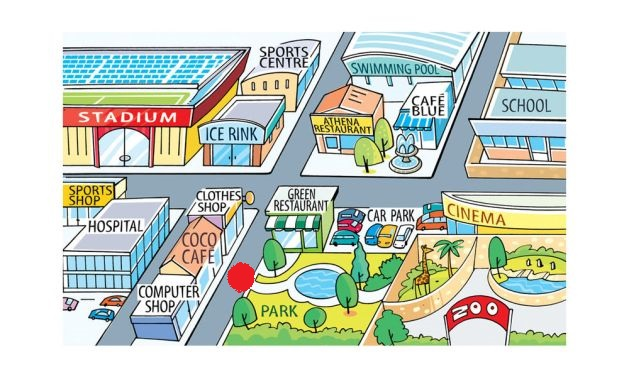 SPORTS
CENTRE
SWIMMING POOL
STADIUM
ICE RINK
ATHENA
RESTAURANT
CAFÉ
BLUE
SCHOOL
SPORTS
SHOP
HOSPITAL
CLOTHES
SHOP
GREEN
RESTAURANT
CAR PARK
CINEMA
COCO
CAFÉ
COMPUTER
SHOP
PARK
ZOO